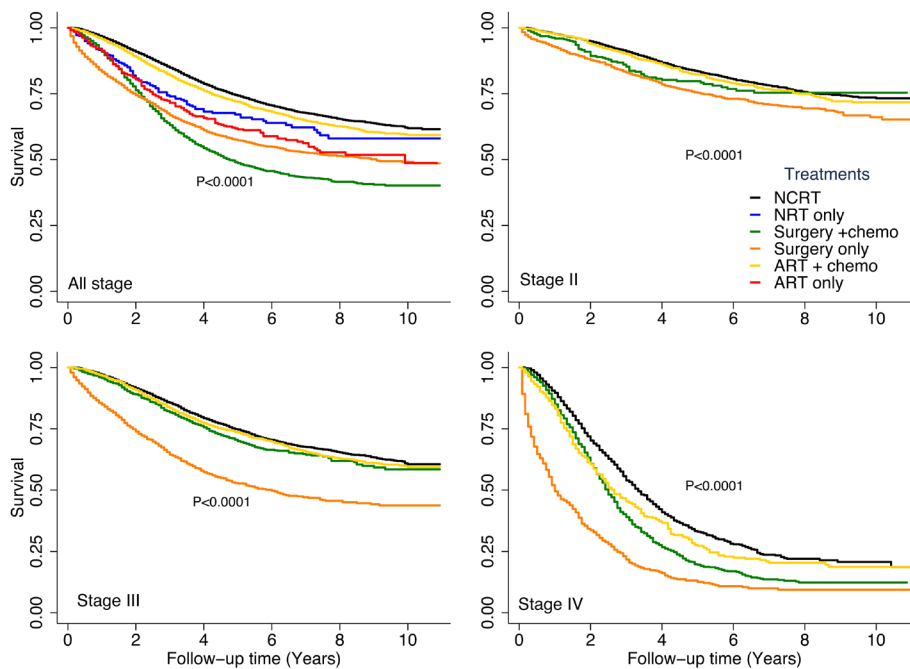 Survival
1.00
0.75
0.50
0.25
0.00
P<0.0001
All stage
0 2 4 6 8 10
1.00
0.75
0.50
0.25
0.00
P<0.0001
Treatments
NCRT
NRT only
Surgery +chemo
Surgery only
ART + chemo
ART only
Stage II
0 2 4 6 8 10
Survival
1.00
0.75
0.50
0.25
0.00
P<0.0001
Stage III
0 2 4 6 8 10
Follow−up time (Years)
1.00
0.75
0.50
0.25
0.00
P<0.0001
Stage IV
0 2 4 6 8 10
Follow−up time (Years)